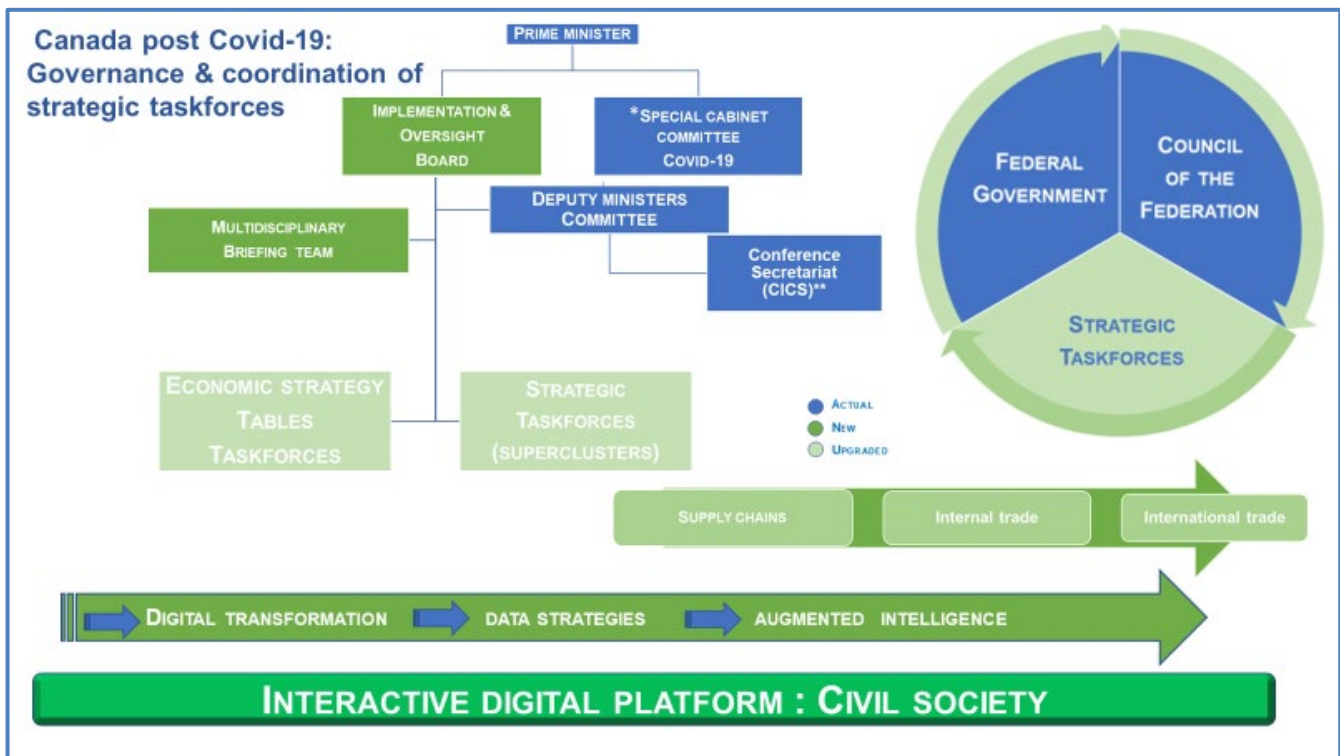 Canada post Covid-19:
Governance & coordination of
strategic taskforces
PRIME MINISTER
IMPLEMENTATION &
OVERSIGHT
BOARD
*SPECIAL CABINET
COMMITTEE
COVID-19
DEPUTY MINISTERS
COMMITTEE
MULTIDISCIPLINARY
BRIEFING TEAM
Conference
Secretariat
(CICS)**
ECONOMIC STRATEGY
TABLES
TASKFORCES
STRATEGIC
TASKFORCES
(SUPERCLUSTERS)
FEDERAL
GOVERNMENT
COUNCIL
OF THE
FEDERATION
STRATEGIC
TASKFORCES
ACTUAL
NEW
UPGRADED
SUPPLY CHAINS
Internal trade
International trade
DIGITAL TRANSFORMATION
DATA STRATEGIES
AUGMENTED INTELLIGENCE
INTERACTIVE DIGITAL PLATFORM : CIVIL SOCIETY